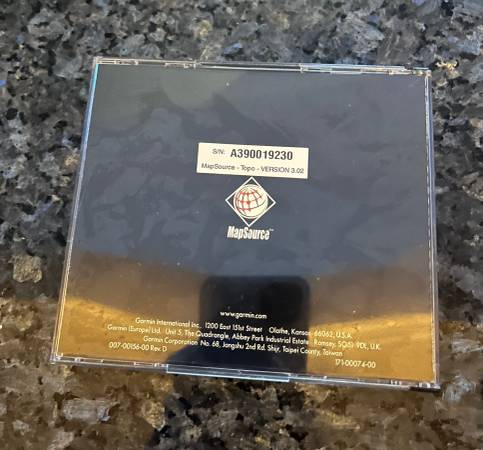 S/N: A390019230
MapSource - Topo - VERSION 3.02
MapSource™
www.garmin.com
Garmin International Inc. 1200 East 151st Street Olathe, Kansas 66062, U.S.A.
Garmin (Europe) Ltd. Unit 5, The Quadrangle, Abbey Park Industrial Estate Romsey, SO51 9DL, U.K.
Garmin Corporation No. 68, Jangshu 2nd Rd. Shijr, Taipei County, Taiwan
007-00156-00 Rev. D 171-00074-00